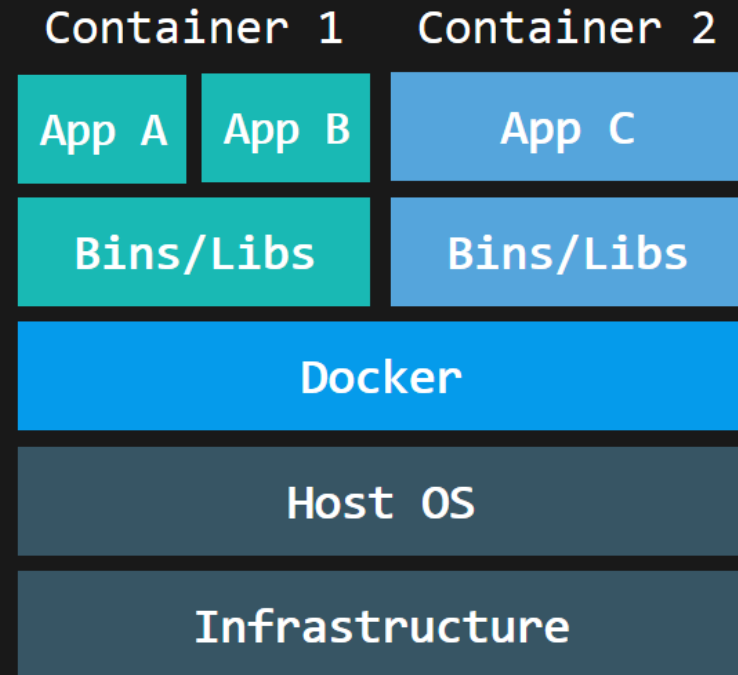 Container 1 Container 2
App A App B App C
Bins/Libs Bins/Libs
Docker
Host OS
Infrastructure